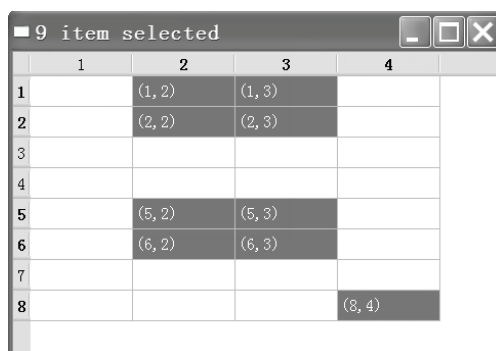 9 item selected
1 2 3 4
1 (1,2) (1,3)
2 (2,2) (2,3)
3
4
5 (5,2) (5,3)
6 (6,2) (6,3)
7
8 (8,4)